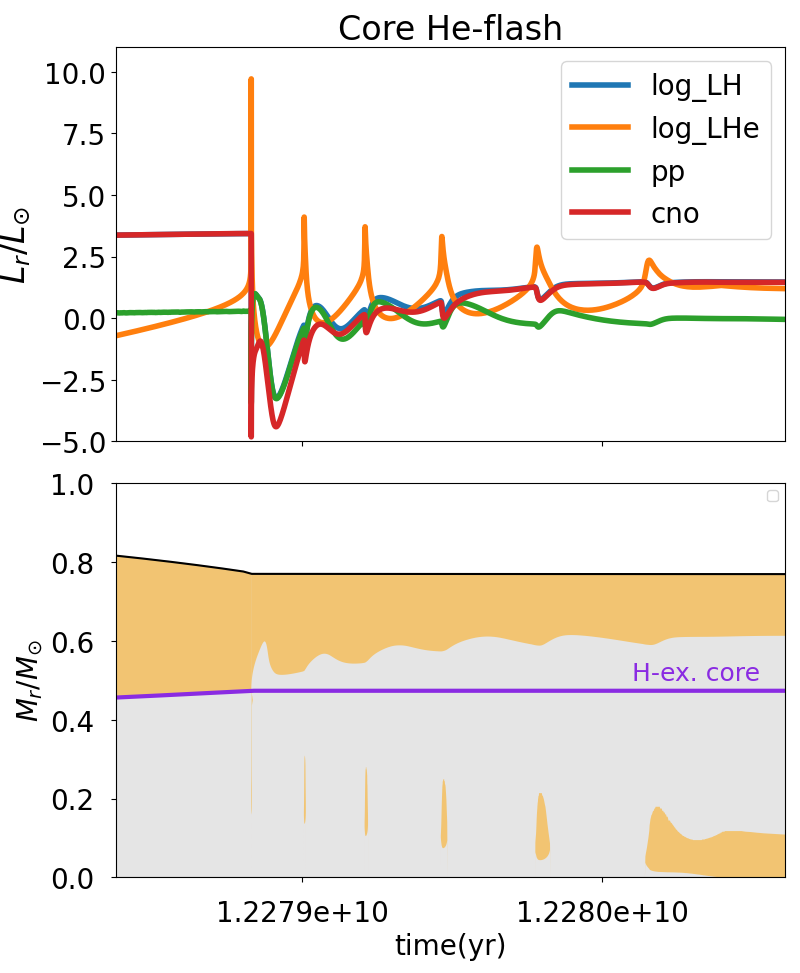 Core He-flash
10.0
7.5
5.0
2.5
0.0
−2.5
−5.0
L_r/L_⊙
log_LH
log_LHe
pp
cno
1.0
0.8
0.6
0.4
0.2
0.0
M_r/M_⊙
H-ex. core
1.2279e+10
1.2280e+10
time(yr)